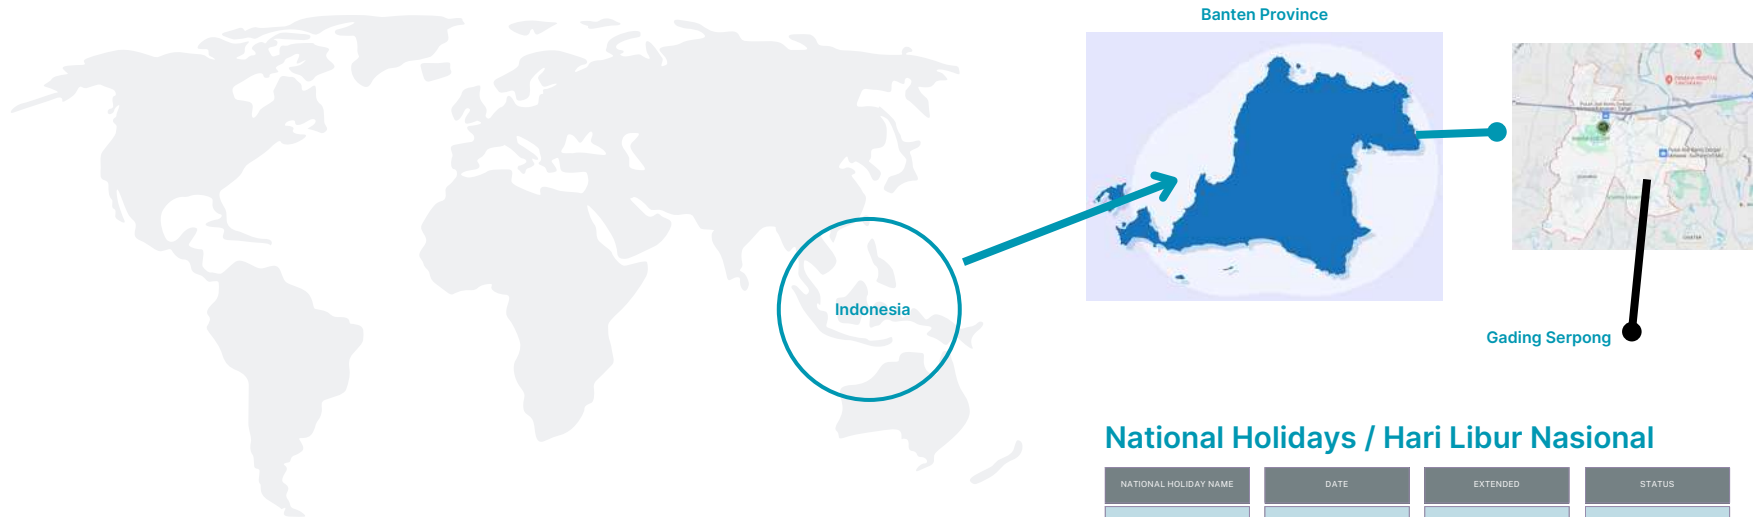 Banten Province
Indonesia
Gading Serpong
National Holidays / Hari Libur Nasional
NATIONAL HOLIDAY NAME
DATE
EXTENDED
STATUS